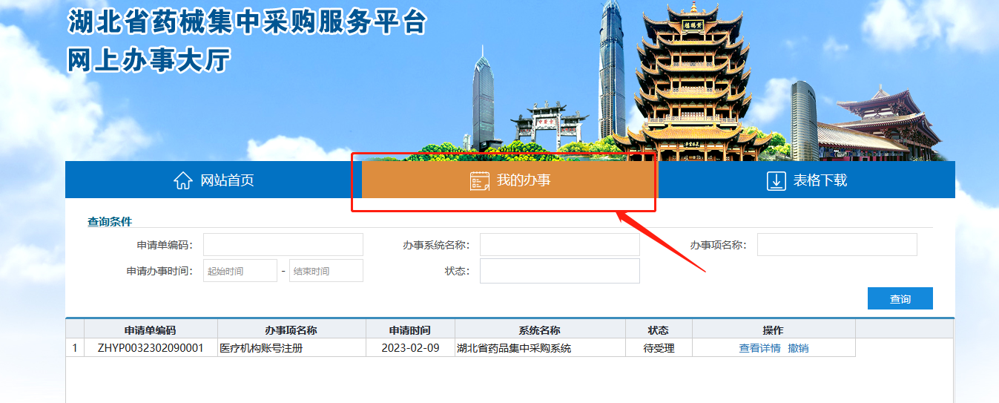 湖北省药械集中采购服务平台
网上办事大厅
网站首页 我的办事 表格下载
查询条件
申请单编码： 办事系统名称： 办事项名称：
申请办事时间： 起始时间 - 结束时间 状态：
查询
申请单编码 办事项名称 申请时间 系统名称 状态 操作
1 ZHYP0032302090001 医疗机构账号注册 2023-02-09 湖北省药品集中采购系统 待受理 查看详情 撤销